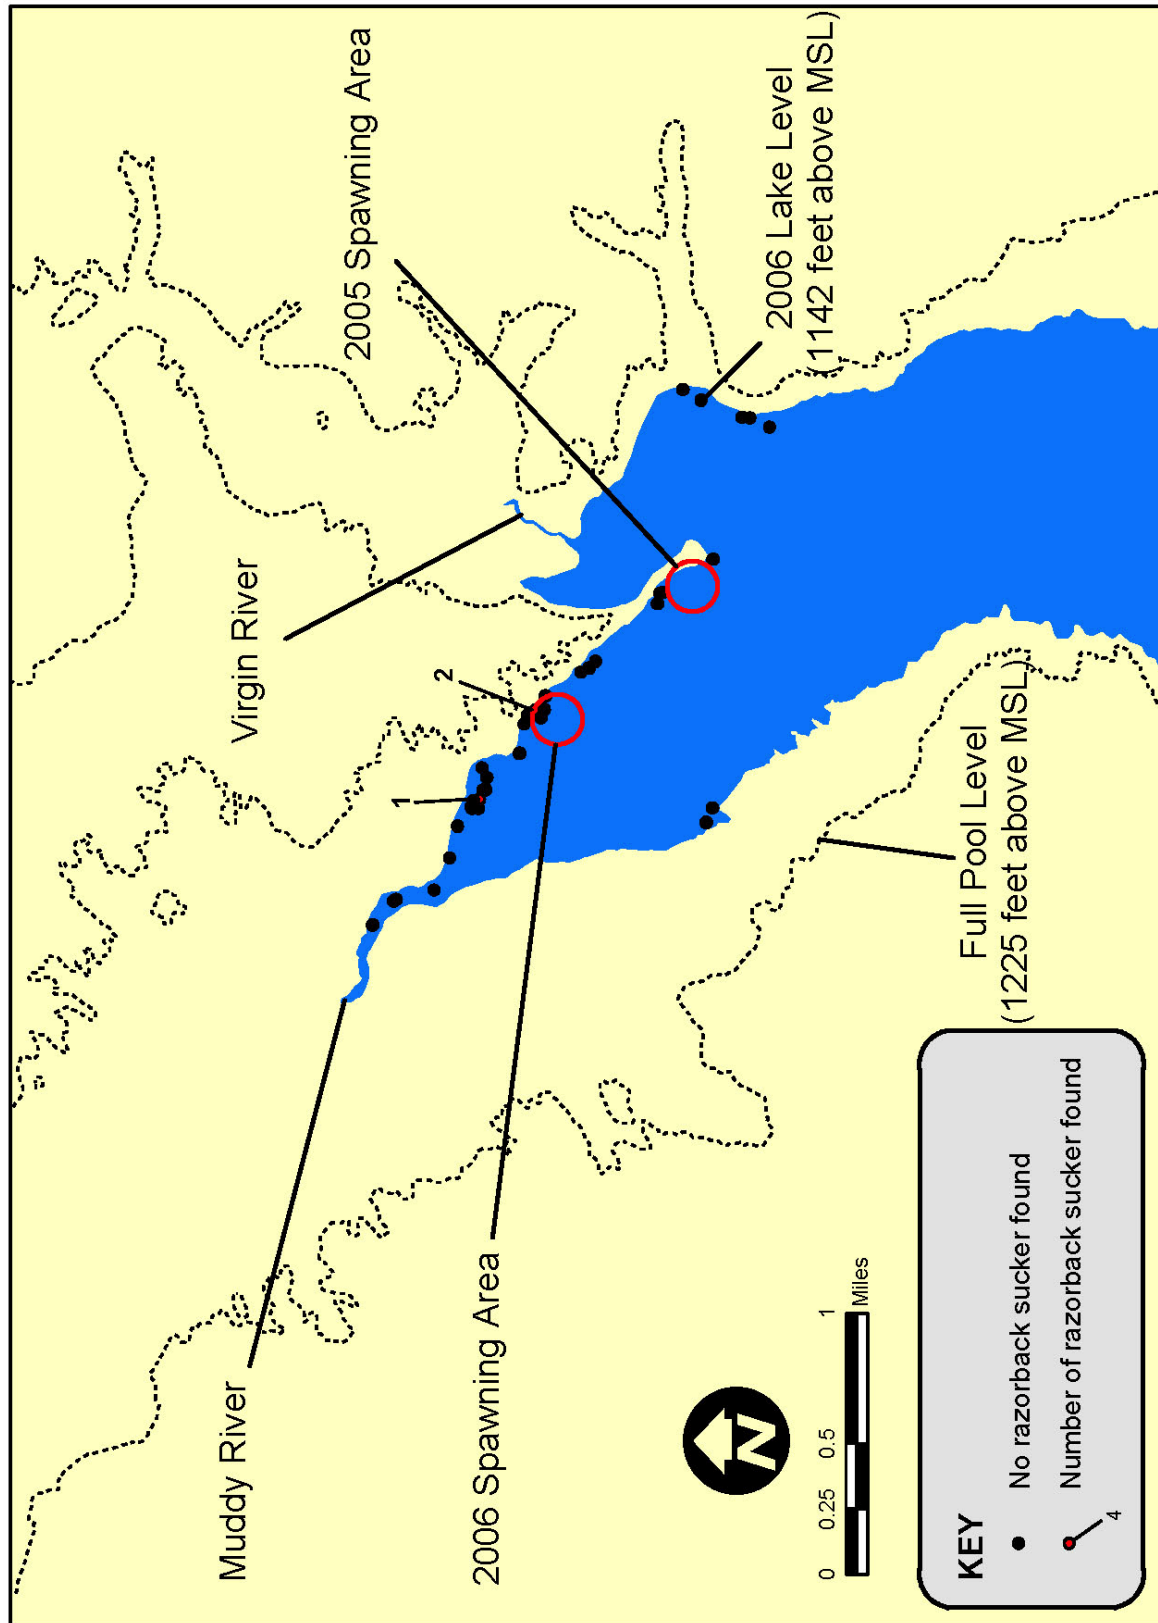 Muddy River
Virgin River
2005 Spawning Area
2006 Spawning Area
1
2
2006 Lake Level
(1142 feet above MSL)
Full Pool Level
(1225 feet above MSL)
N
0 0.25 0.5 1
Miles
KEY
No razorback sucker found
Number of razorback sucker found
4